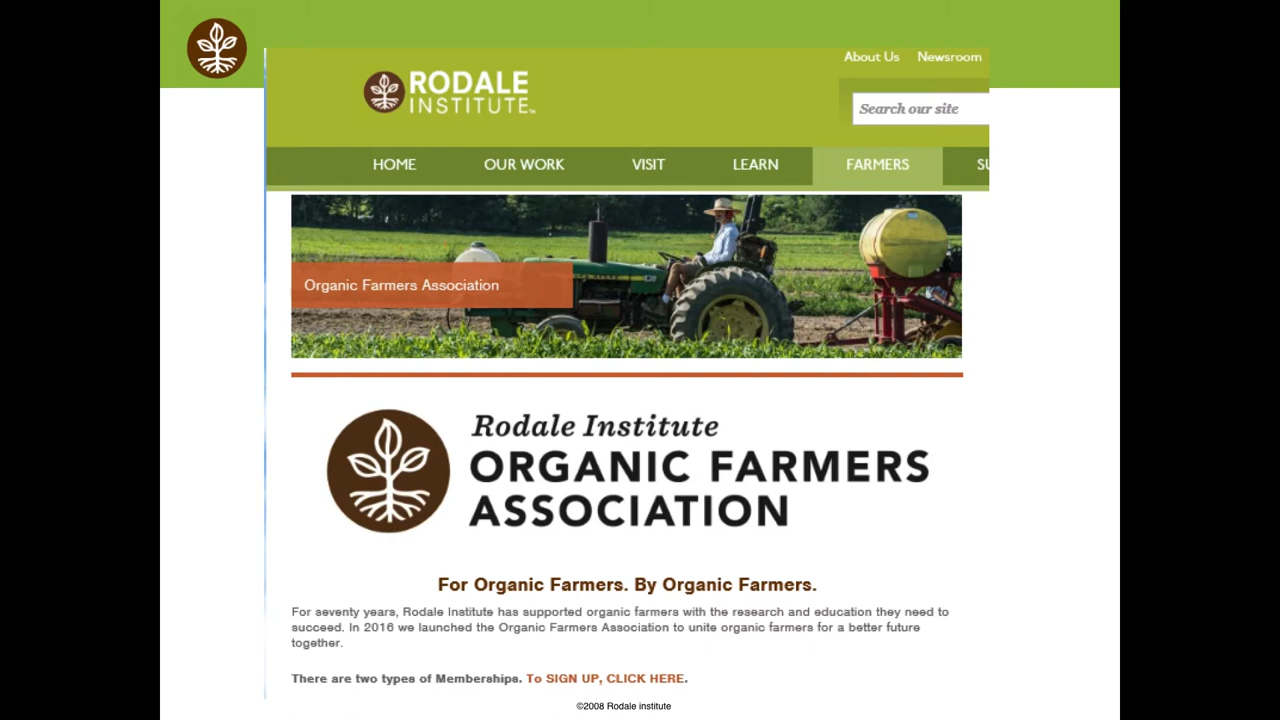 About Us Newsroom
RODALE
INSTITUTE™
Search our site
HOME OUR WORK VISIT LEARN FARMERS SU
Organic Farmers Association
Rodale Institute
ORGANIC FARMERS
ASSOCIATION
For Organic Farmers. By Organic Farmers.
For seventy years, Rodale Institute has supported organic farmers with the research and education they need to
succeed. In 2016 we launched the Organic Farmers Association to unite organic farmers for a better future
together.
There are two types of Memberships. To SIGN UP, CLICK HERE.
©2008 Rodale institute